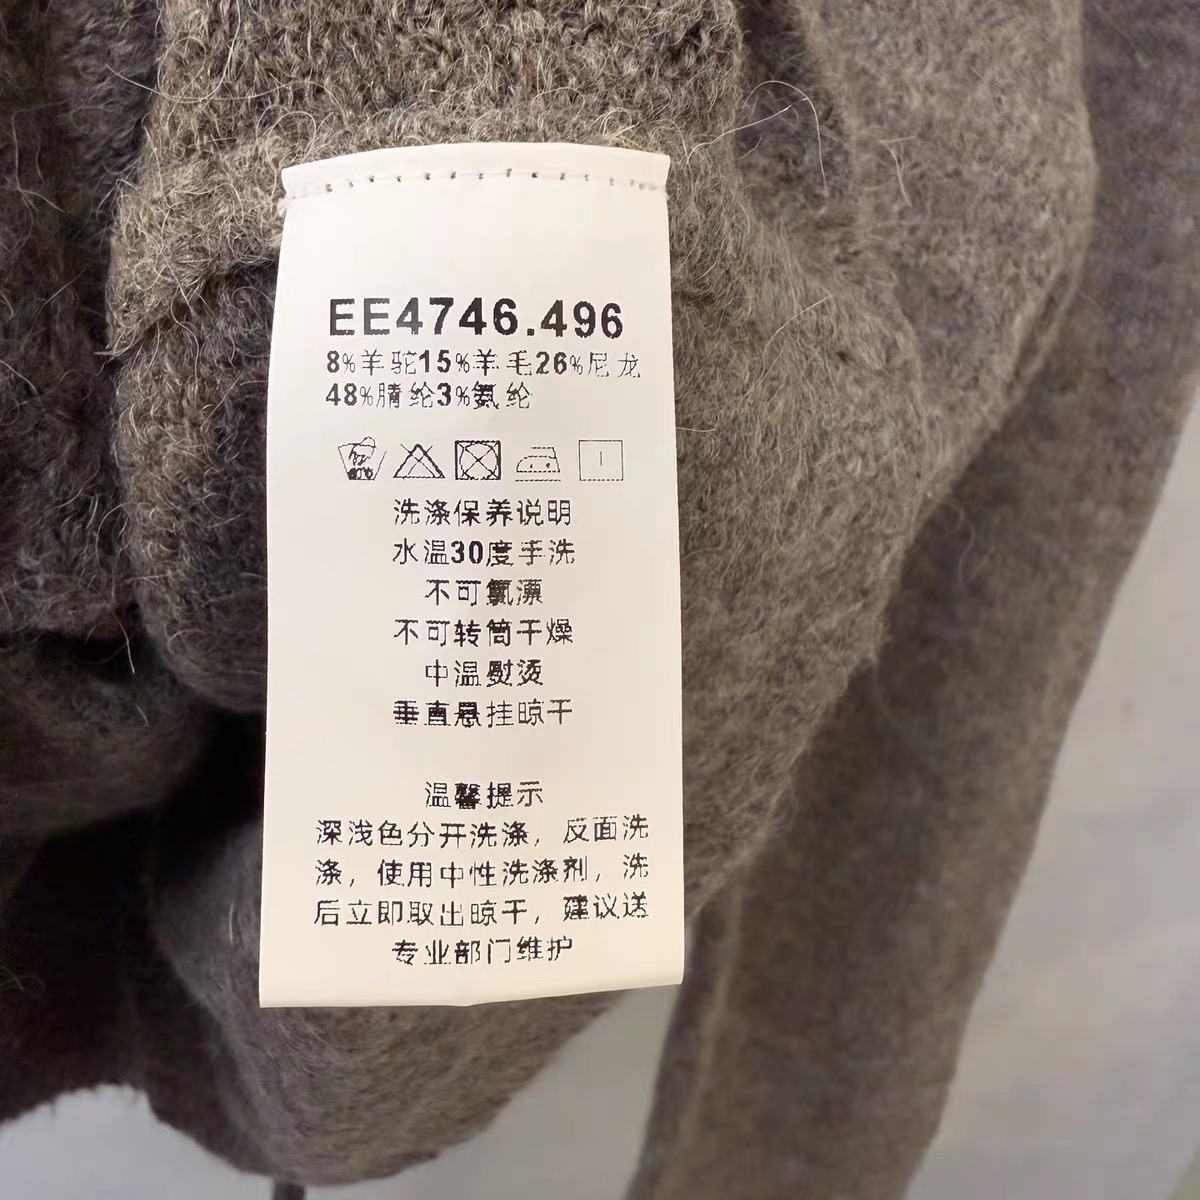 EE4746.496
8%羊驼15%羊毛26%尼龙
48%腈纶3%氨纶
洗涤保养说明
水温30度手洗
不可氯漂
不可转筒干燥
中温熨烫
垂直悬挂晾干
温馨提示
深浅色分开洗涤，反面洗
涤，使用中性洗涤剂，洗
后立即取出晾干，建议送
专业部门维护